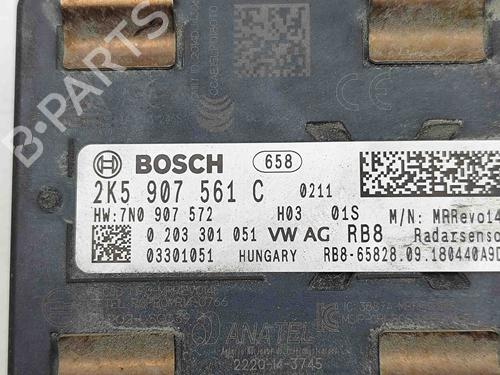 BOSCH 658
2K5 907 561 C 0211
HW:7N0 907 572 H03 01S M/N: MRRevo14
0 203 301 051 VW AG RB8 Radarsenso
03301051 HUNGARY RB8-65828.09.180440A9D
ANATEL
2220-14-3745
B-PARTS